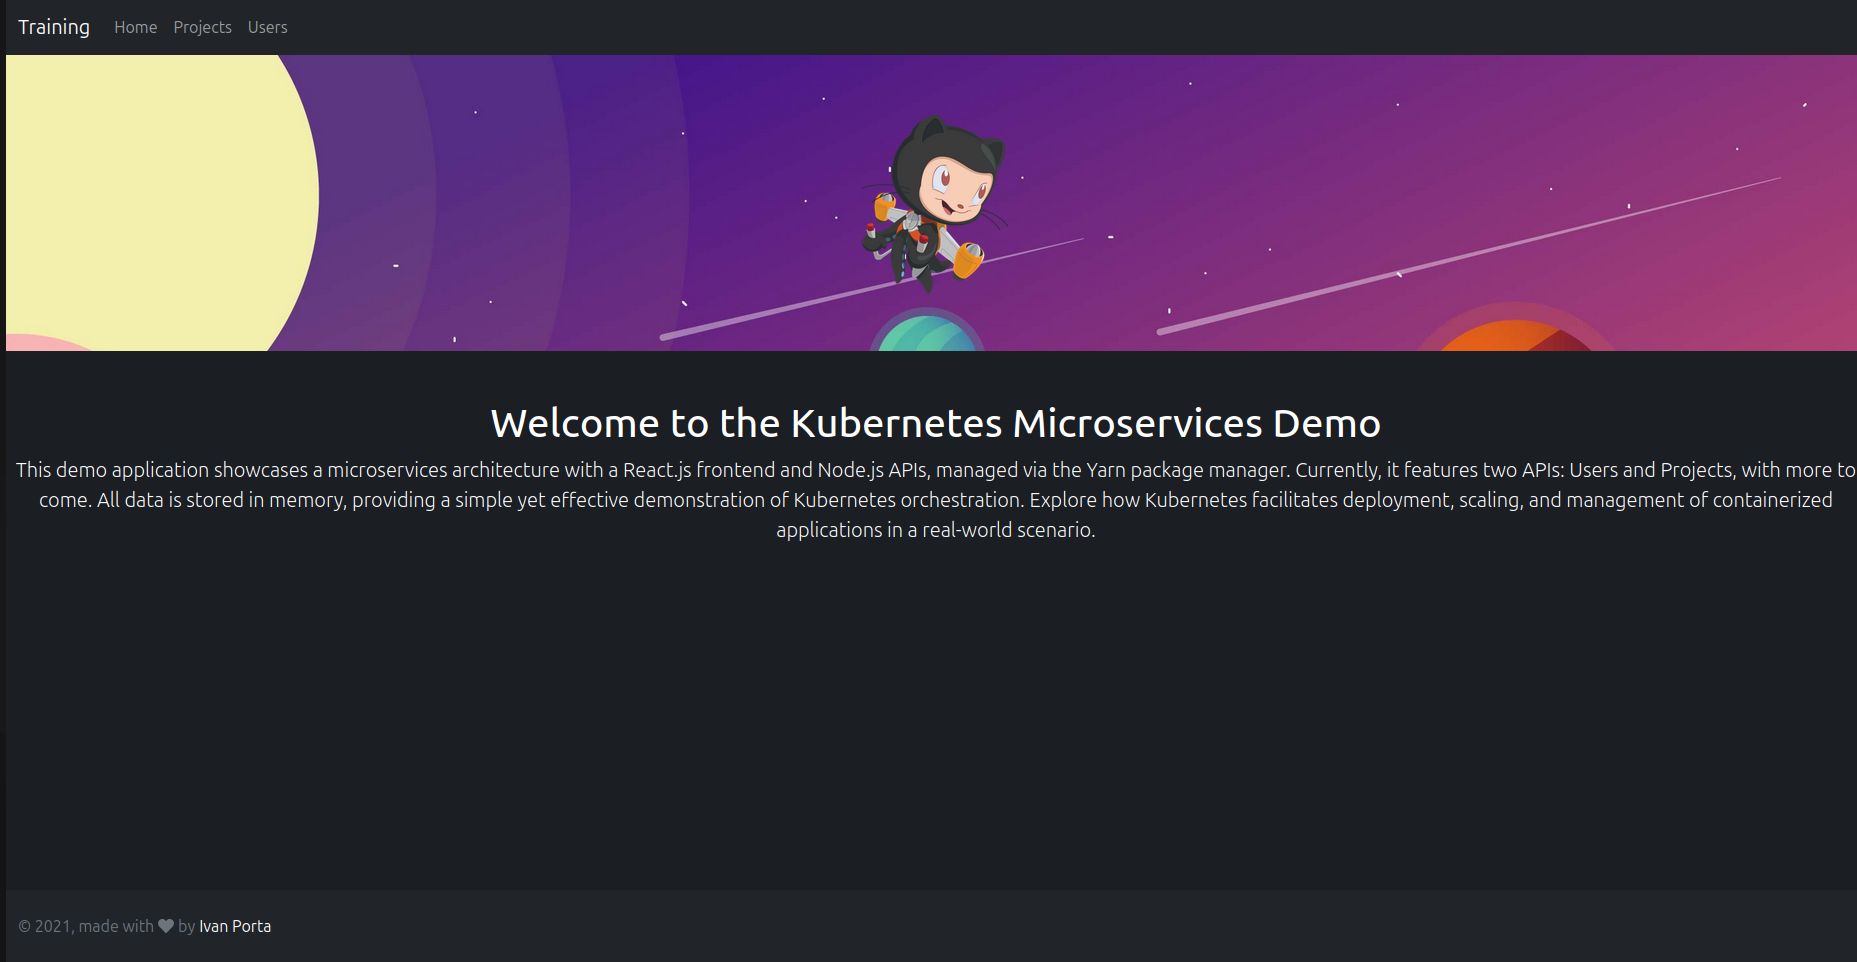 Training Home Projects Users
Welcome to the Kubernetes Microservices Demo
This demo application showcases a microservices architecture with a React.js frontend and Node.js APIs, managed via the Yarn package manager. Currently, it features two APIs: Users and Projects, with more to
come. All data is stored in memory, providing a simple yet effective demonstration of Kubernetes orchestration. Explore how Kubernetes facilitates deployment, scaling, and management of containerized
applications in a real-world scenario.
© 2021, made with ♥ by Ivan Porta